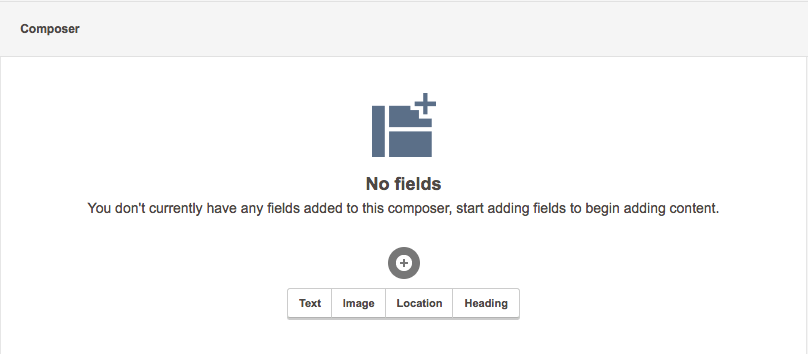 Composer
No fields
You don't currently have any fields added to this composer, start adding fields to begin adding content.
Text Image Location Heading